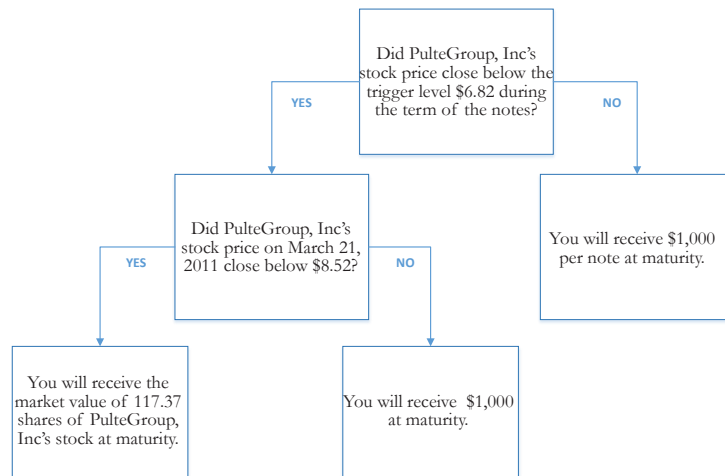 Did PulteGroup, Inc's
stock price close below the
trigger level $6.82 during
the term of the notes?
YES
NO
Did PulteGroup, Inc's
stock price on March 21,
2011 close below $8.52?
You will receive $1,000
per note at maturity.
YES
NO
You will receive the
market value of 117.37
shares of PulteGroup,
Inc's stock at maturity.
You will receive $1,000
at maturity.